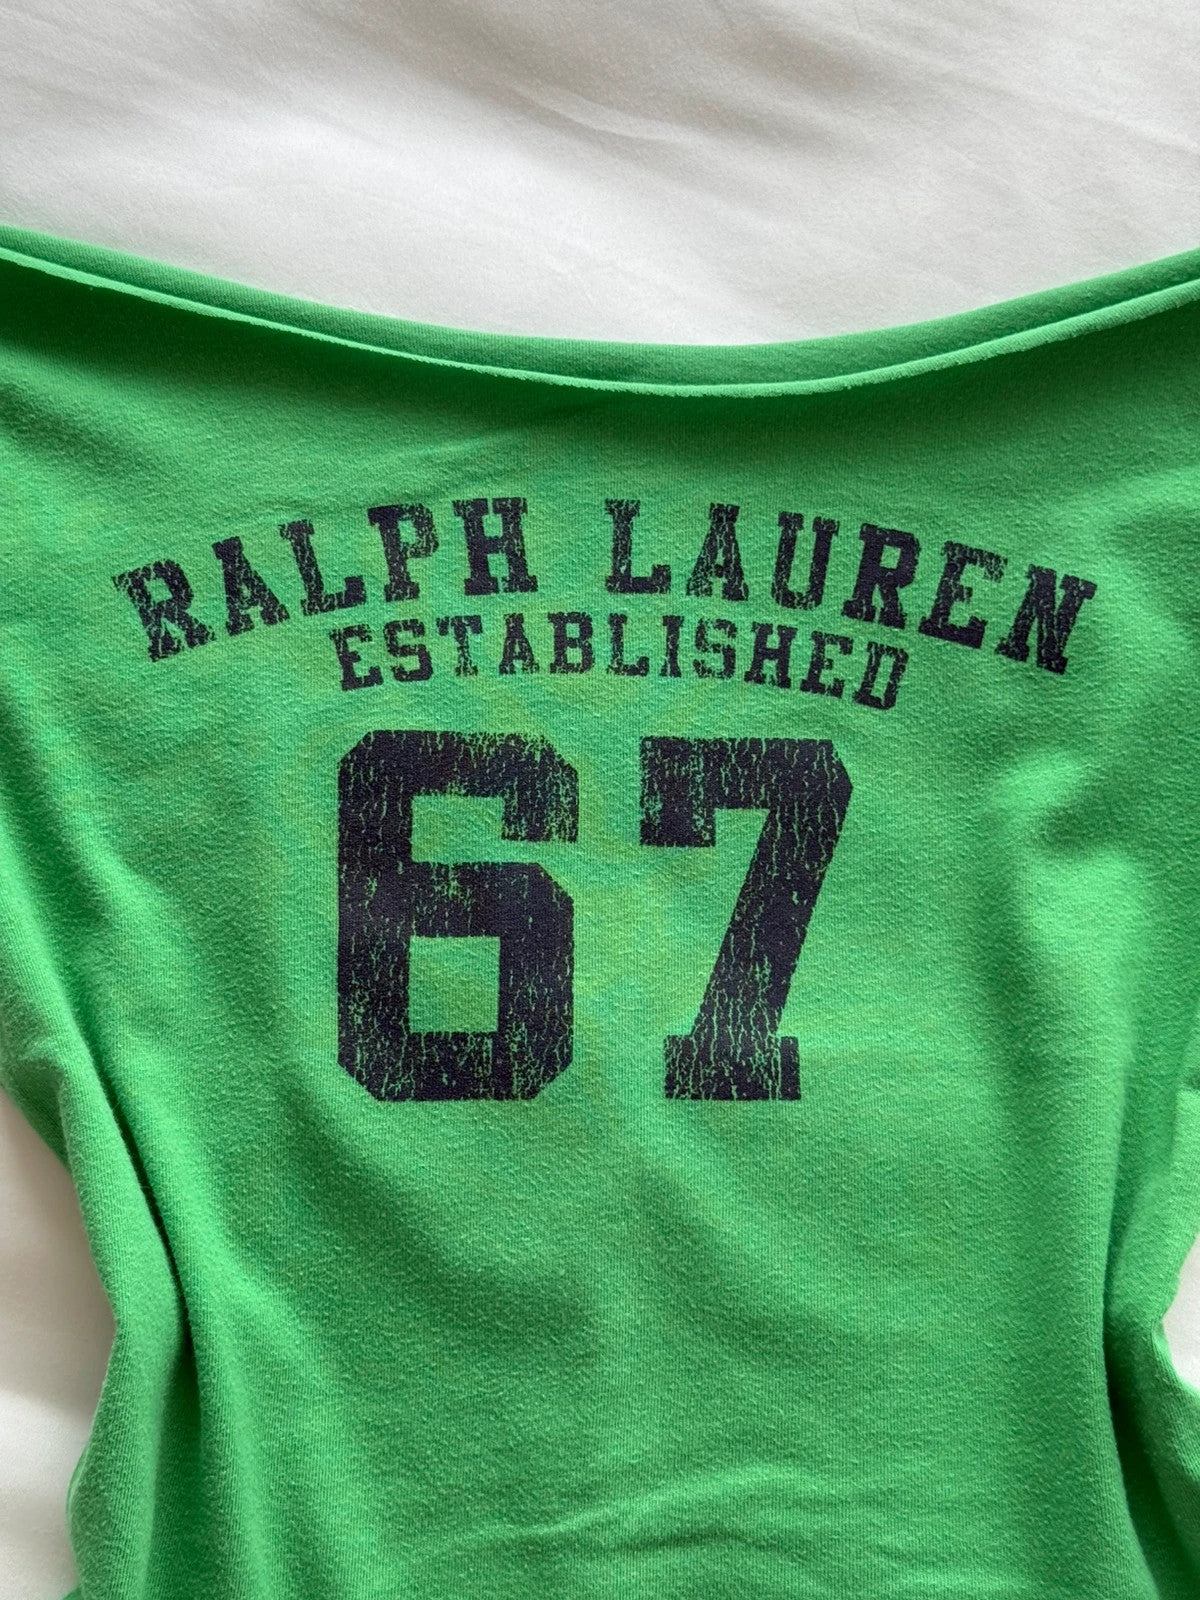 RALPH LAUREN
ESTABLISHED
67